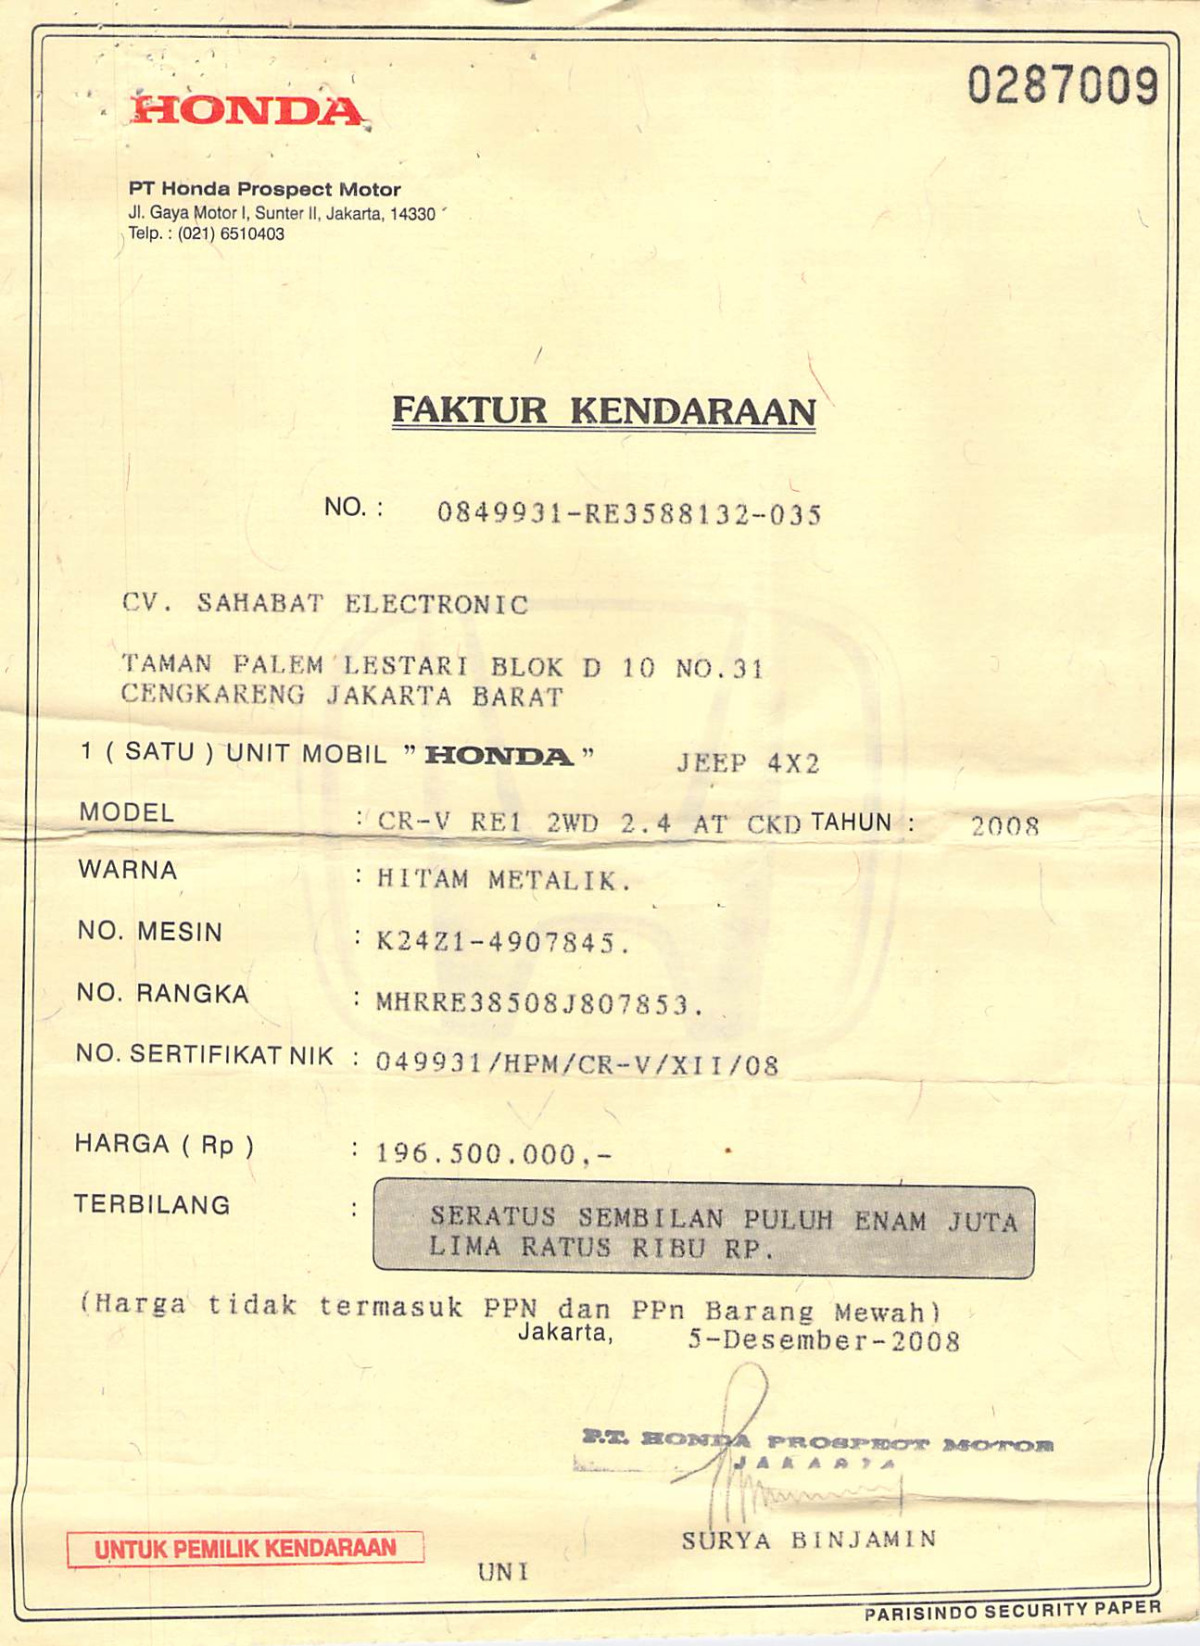 0287009
HONDA
PT Honda Prospect Motor
Jl. Gaya Motor I, Sunter II, Jakarta, 14330
Telp. : (021) 6510403
FAKTUR KENDARAAN
NO. : 0849931-RE3588132-035
CV. SAHABAT ELECTRONIC
TAMAN PALEM LESTARI BLOK D 10 NO.31
CENGKARENG JAKARTA BARAT
1 ( SATU ) UNIT MOBIL " HONDA " JEEP 4X2
MODEL : CR-V RE1 2WD 2.4 AT CKD TAHUN : 2008
WARNA : HITAM METALIK.
NO. MESIN : K24Z1-4907845.
NO. RANGKA : MHRRE38508J807853.
NO. SERTIFIKAT NIK : 049931/HPM/CR-V/XII/08
HARGA ( Rp ) : 196.500.000,-
TERBILANG : SERATUS SEMBILAN PULUH ENAM JUTA
LIMA RATUS RIBU RP.
(Harga tidak termasuk PPN dan PPn Barang Mewah)
Jakarta, 5-Desember-2008
P.T. HONDA PROSPECT MOTOR
JAKARTA
SURYA BINJAMIN
UNTUK PEMILIK KENDARAAN
UNI
PARISINDO SECURITY PAPER